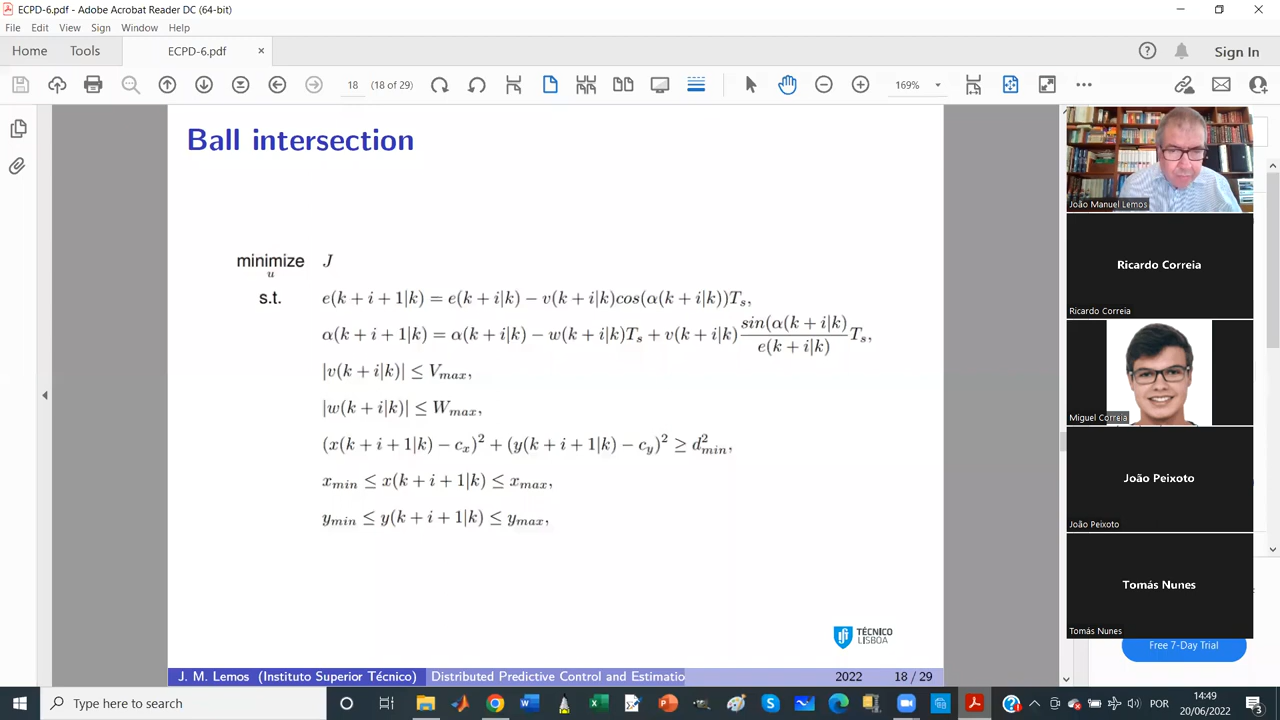 ECPD-6.pdf - Adobe Acrobat Reader DC (64-bit)
File Edit View Sign Window Help
Home Tools ECPD-6.pdf × Sign In
18 (18 of 29) 169%
Ball intersection
minimize J
u
s.t. e(k + i + 1|k) = e(k + i|k) − v(k + i|k)cos(α(k + i|k))T_s,
α(k + i + 1|k) = α(k + i|k) − w(k + i|k)T_s + v(k + i|k) sin(α(k + i|k) / e(k + i|k) T_s,
|v(k + i|k)| ≤ V_max,
|w(k + i|k)| ≤ W_max,
(x(k + i + 1|k) − c_x)² + (y(k + i + 1|k) − c_y)² ≥ d²_min,
x_min ≤ x(k + i + 1|k) ≤ x_max,
y_min ≤ y(k + i + 1|k) ≤ y_max,
TÉCNICO
LISBOA
J. M. Lemos (Instituto Superior Técnico) Distributed Predictive Control and Estimatio 2022 18 / 29
João Manuel Lemos
Ricardo Correia
Ricardo Correia
Miguel Correia
João Peixoto
João Peixoto
Tomás Nunes
Tomás Nunes
Free 7-Day Trial
Type here to search
POR
14:49
20/06/2022
3